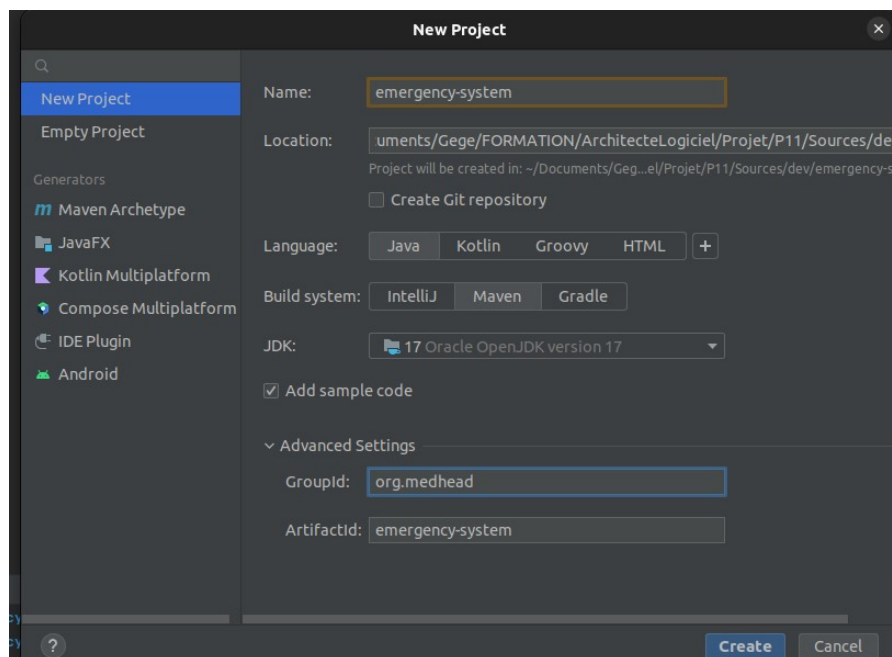 New Project
New Project
Empty Project
Generators
Maven Archetype
JavaFX
Kotlin Multiplatform
Compose Multiplatform
IDE Plugin
Android
Name: emergency-system
Location: uments/Gege/FORMATION/ArchitecteLogiciel/Projet/P11/Sources/de
Project will be created in: ~/Documents/Geg...el/Projet/P11/Sources/dev/emergency-s
Create Git repository
Language: Java Kotlin Groovy HTML +
Build system: IntelliJ Maven Gradle
JDK: 17 Oracle OpenJDK version 17
Add sample code
Advanced Settings
GroupId: org.medhead
ArtifactId: emergency-system
cy
cy
? Create Cancel